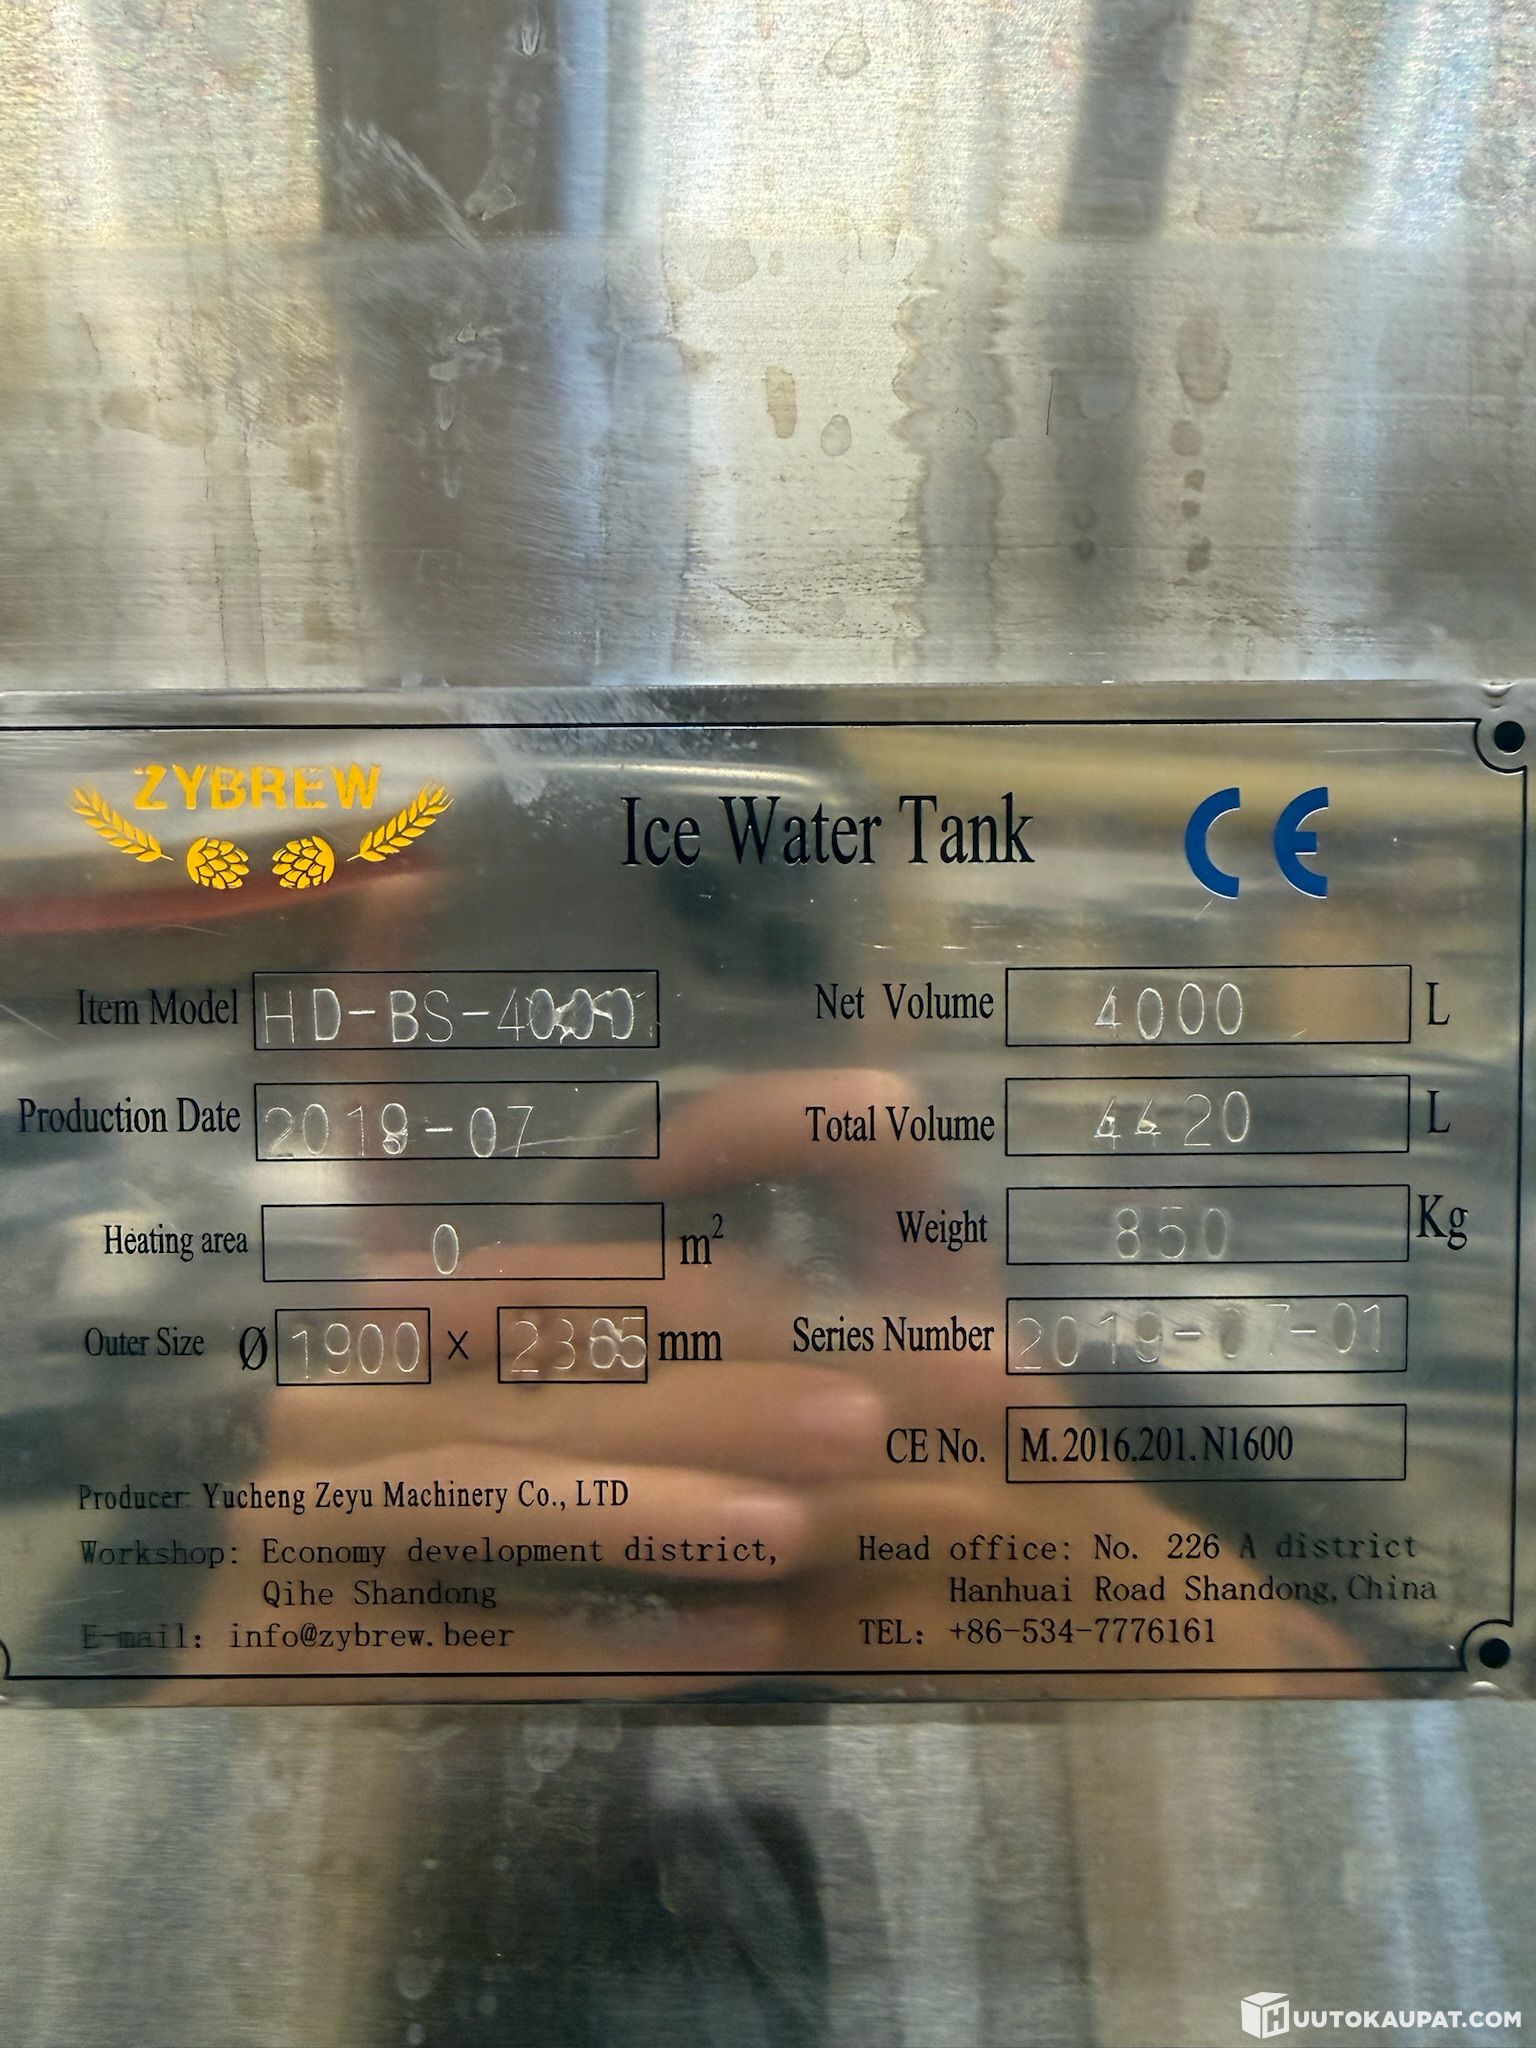 ZYBREW
Ice Water Tank
CE
Item Model HD-BS-4000
Net Volume 4000 L
Production Date 2019-07
Total Volume 4420 L
Heating area 0 m²
Weight 850 Kg
Outer Size Ø 1900 x 2365 mm
Series Number 2019-07-01
CE No. M.2016.201.N1600
Producer: Yucheng Zeyu Machinery Co., LTD
Workshop: Economy development district,
Qihe Shandong
E-mail: info@zybrew.beer
Head office: No. 226 A district
Hanhuai Road Shandong,China
TEL: +86-534-7776161
HUUTOKAUPAT.COM